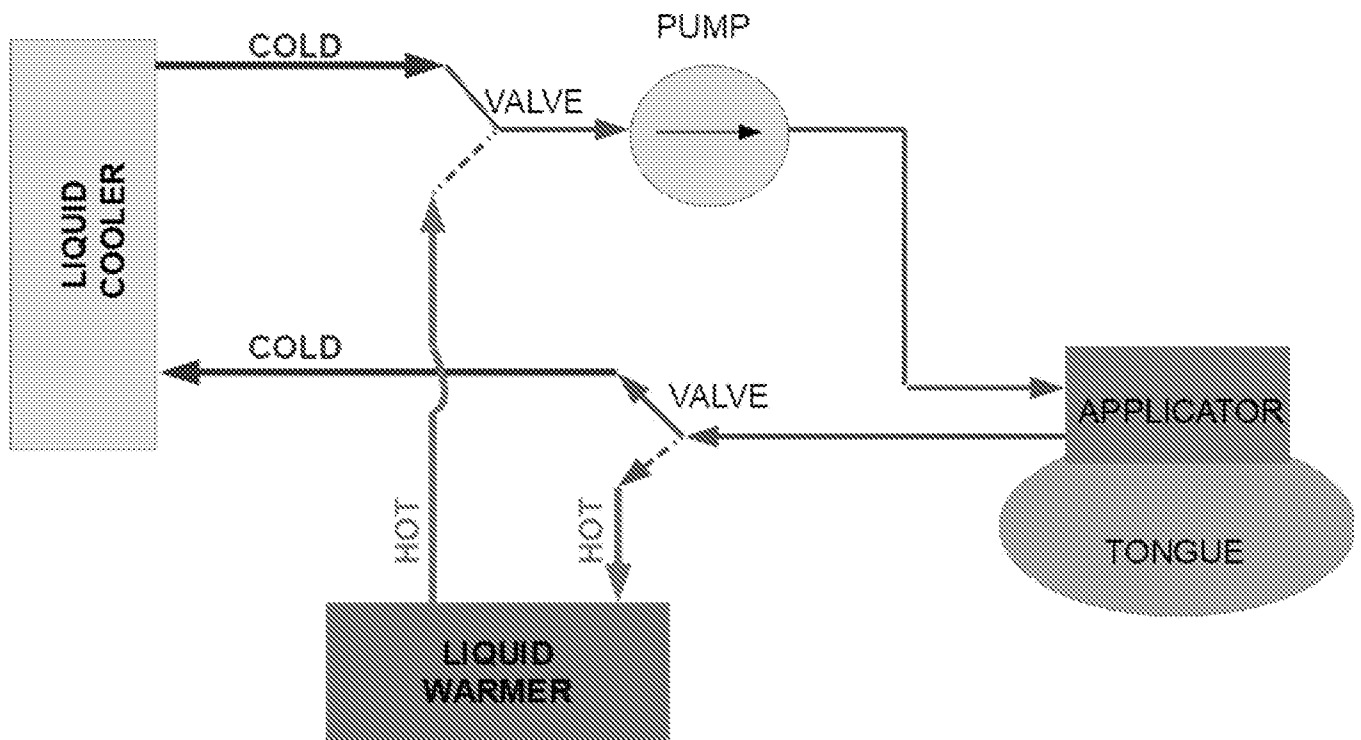 PUMP
COLD
VALVE
LIQUID
COOLER
COLD
VALVE
APPLICATOR
HOT
HOT
TONGUE
LIQUID
WARMER